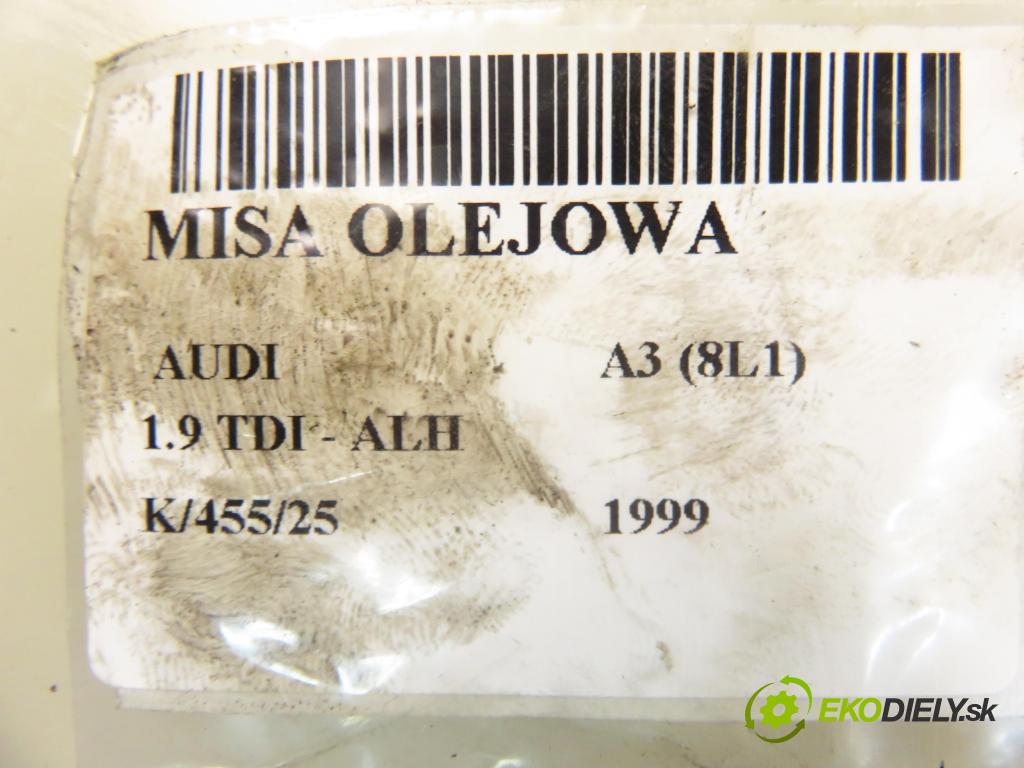 MISA OLEJOWA
AUDI A3 (8L1)
1.9 TDI - ALH
K/455/25 1999
EKODIELY.sk